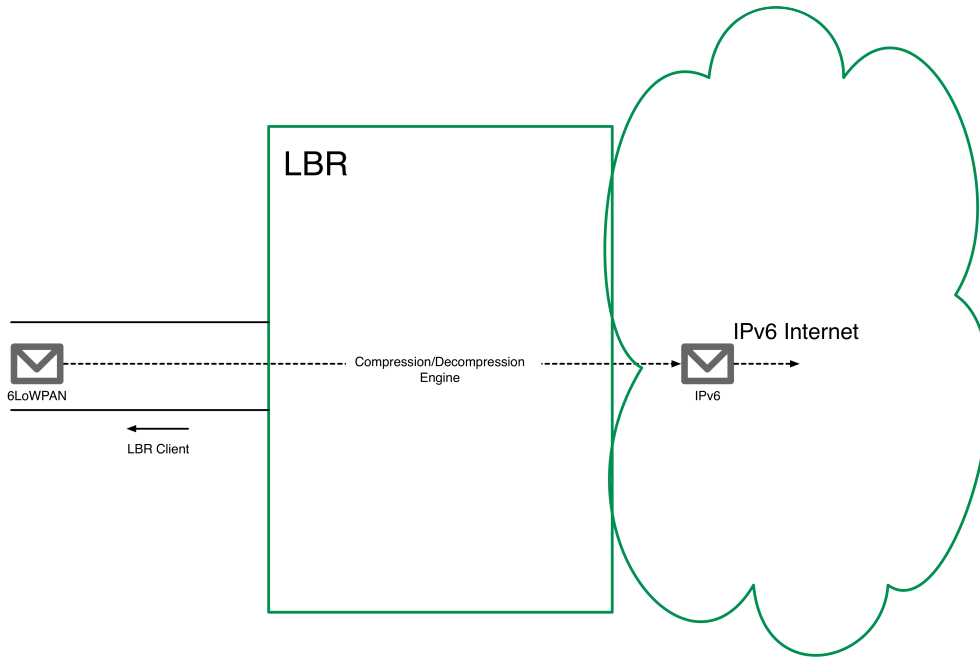 LBR
IPv6 Internet
Compression/Decompression
Engine
6LoWPAN
IPv6
LBR Client